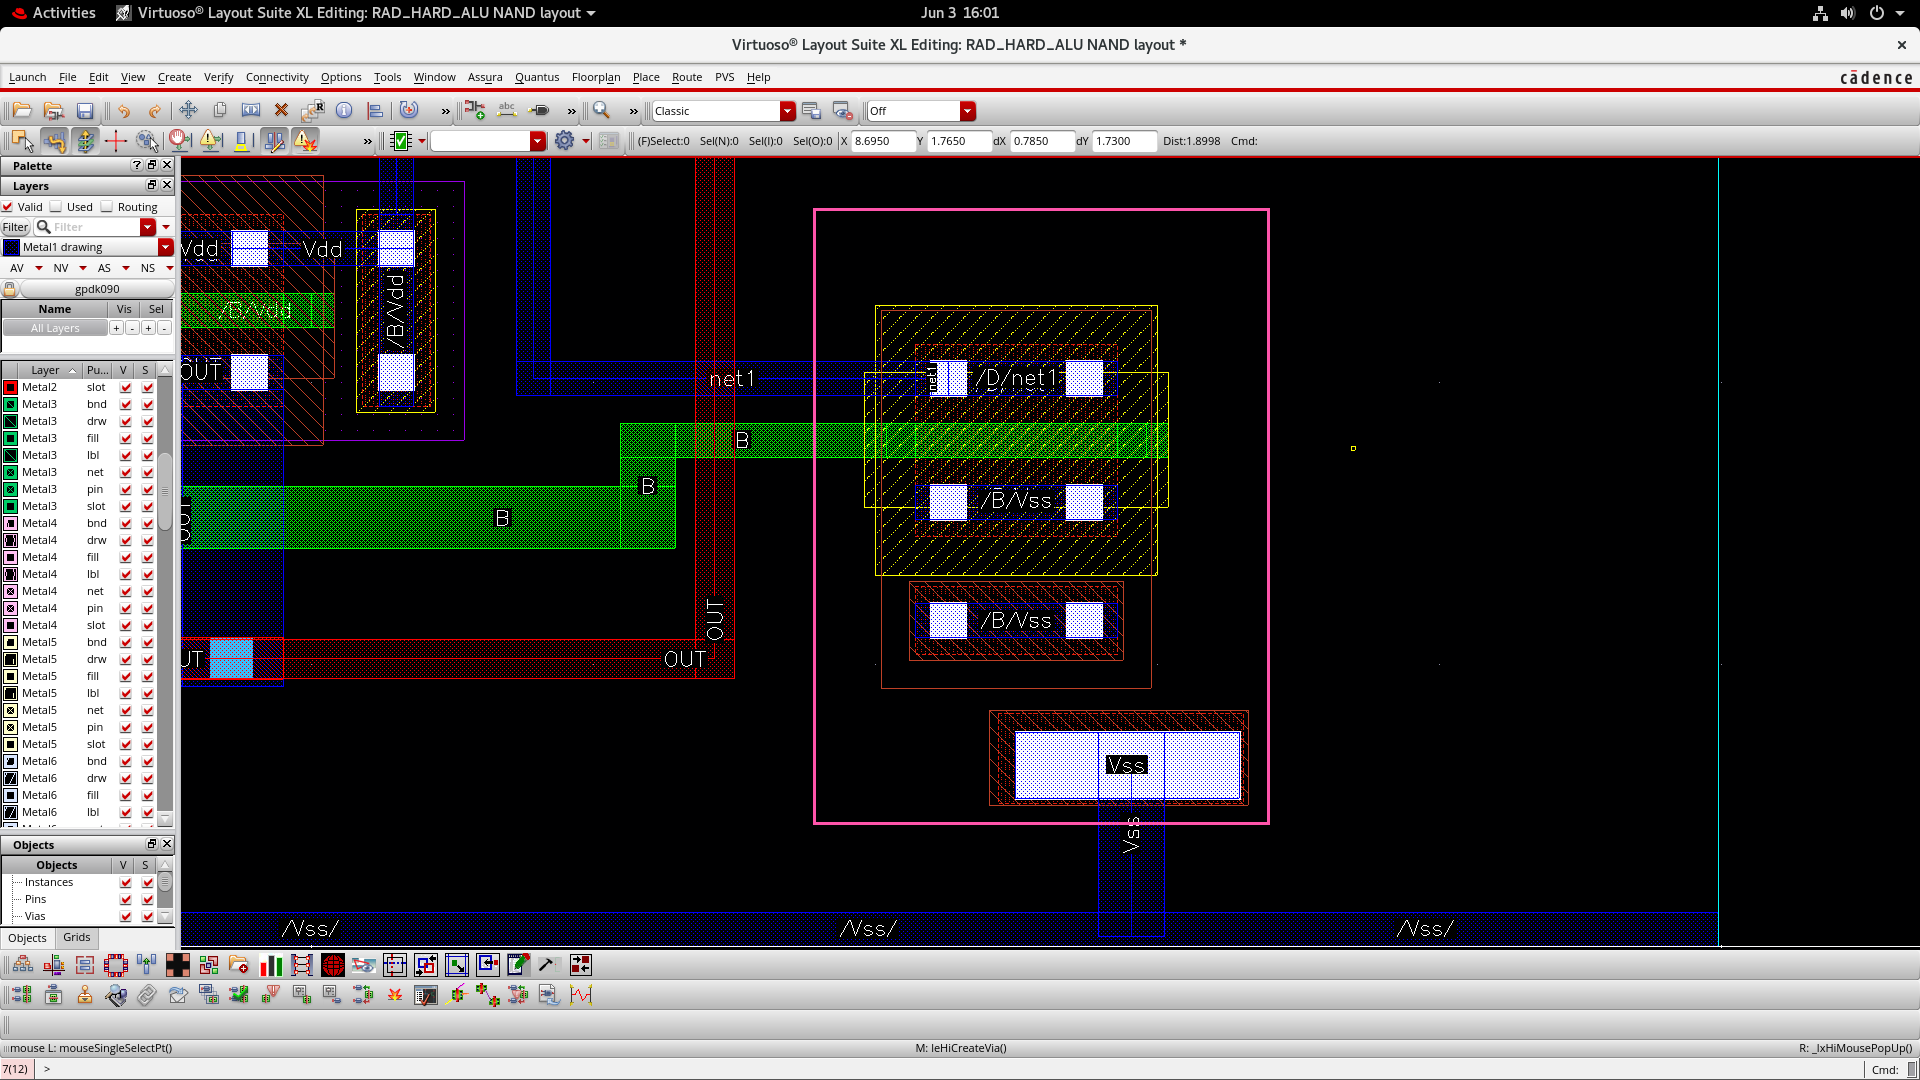 Activities
Virtuoso® Layout Suite XL Editing: RAD_HARD_ALU NAND layout
Jun 3 16:01
Virtuoso® Layout Suite XL Editing: RAD_HARD_ALU NAND layout *
Launch File Edit View Create Verify Connectivity Options Tools Window Assura Quantus Floorplan Place Route PVS Help
cādence
Classic Off
(F)Select:0 Sel(N):0 Sel(I):0 Sel(O):0 X 8.6950 Y 1.7650 dX 0.7850 dY 1.7300 Dist:1.8998 Cmd:
Palette
Layers
Valid Used Routing
Filter Filter
Metal1 drawing
AV NV AS NS
gpdk090
Name Vis Sel
All Layers + - + -
Layer Pu... V S
Metal2 slot
Metal3 bnd
Metal3 drw
Metal3 fill
Metal3 lbl
Metal3 net
Metal3 pin
Metal3 slot
Metal4 bnd
Metal4 drw
Metal4 fill
Metal4 lbl
Metal4 net
Metal4 pin
Metal4 slot
Metal5 bnd
Metal5 drw
Metal5 fill
Metal5 lbl
Metal5 net
Metal5 pin
Metal5 slot
Metal6 bnd
Metal6 drw
Metal6 fill
Metal6 lbl
Objects
Objects V S
Instances
Pins
Vias
Objects Grids
Vdd Vdd
/B/Vdd
/B/Vdd
OUT
net1
net1
/D/net1
B
B
B
/B/Vss
/B/Vss
OUT
OUT
UT
Vss
Vss
/Vss/ /Vss/ /Vss/
mouse L: mouseSingleSelectPt() M: leHiCreateVia() R: _lxHiMousePopUp()
7(12) > Cmd: